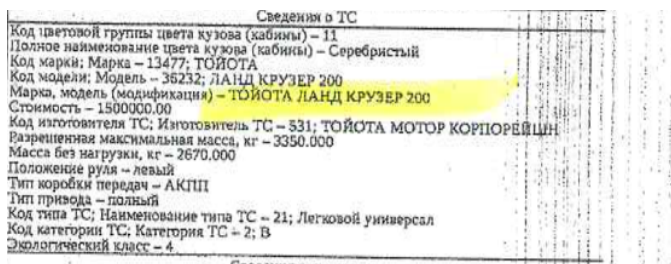 Сведения о ТС
Код цветовой группы цвета кузова (кабины) – 11
Полное наименование цвета кузова (кабины) – Серебристый
Код марки; Марка – 13477; ТОЙОТА
Код модели; Модель – 36232; ЛАНД КРУЗЕР 200
Марка, модель (модификация) – ТОЙОТА ЛАНД КРУЗЕР 200
Стоимость – 1500000.00
Код изготовителя ТС; Изготовитель ТС – 531; ТОЙОТА МОТОР КОРПОРЕЙШН
Разрешенная максимальная масса, кг – 3350.000
Масса без нагрузки, кг – 2670.000
Положение руля – левый
Тип коробки передач – АКПП
Тип привода – полный
Код типа ТС; Наименование типа ТС – 21; Легковой универсал
Код категории ТС; Категория ТС – 2; B
Экологический класс – 4